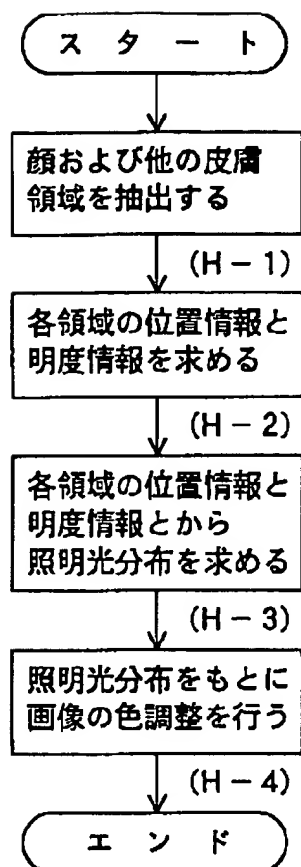 スタート
顔および他の皮膚
領域を抽出する
(H－1)
各領域の位置情報と
明度情報を求める
(H－2)
各領域の位置情報と
明度情報とから
照明光分布を求める
(H－3)
照明光分布をもとに
画像の色調整を行う
(H－4)
エンド